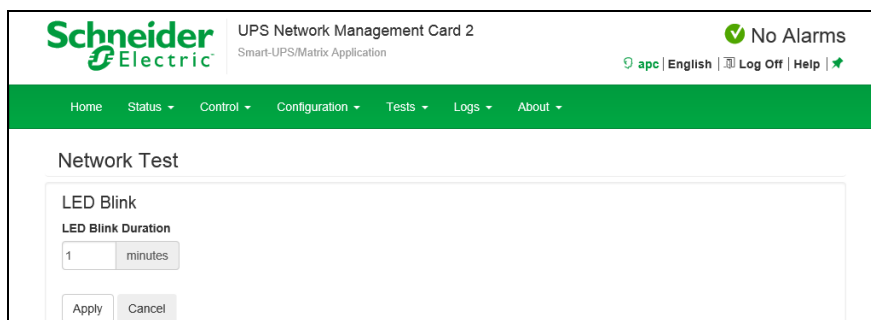 Schneider Electric
UPS Network Management Card 2
Smart-UPS/Matrix Application
No Alarms
apc | English | Log Off | Help |
Home Status Control Configuration Tests Logs About
Network Test
LED Blink
LED Blink Duration
1 minutes
Apply Cancel